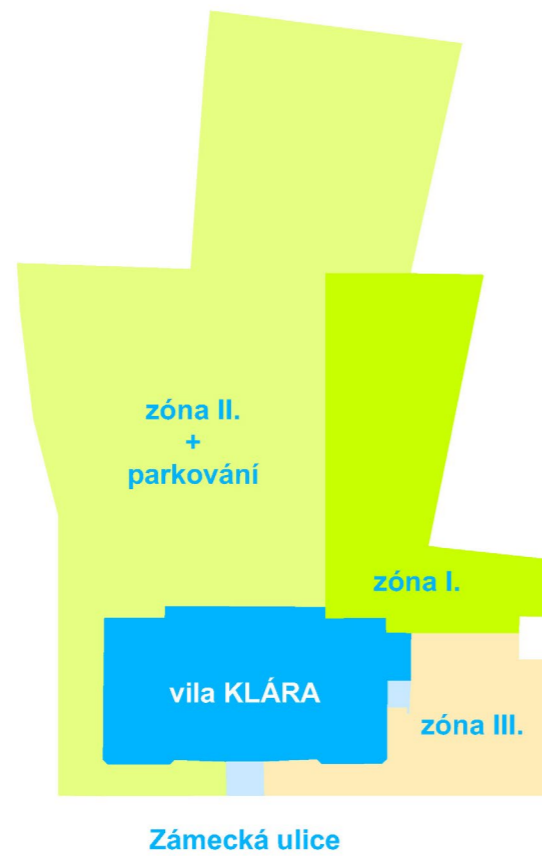 zóna II.
+
parkování
zóna I.
vila KLÁRA
zóna III.
Zámecká ulice